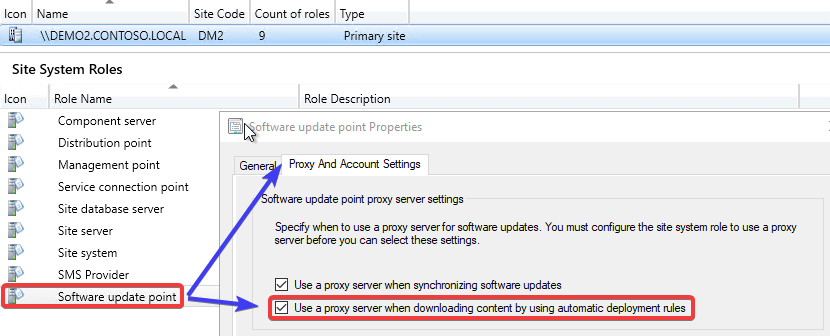 Icon Name Site Code Count of roles Type
\\DEMO2.CONTOSO.LOCAL DM2 9 Primary site
Site System Roles
Icon Role Name Role Description
Component server
Distribution point
Management point
Service connection point
Site database server
Site server
Site system
SMS Provider
Software update point
Software update point Properties
General Proxy And Account Settings
Software update point proxy server settings
Specify when to use a proxy server for software updates. You must configure the site system role to use a proxy
server before you can select these settings.
Use a proxy server when synchronizing software updates
Use a proxy server when downloading content by using automatic deployment rules